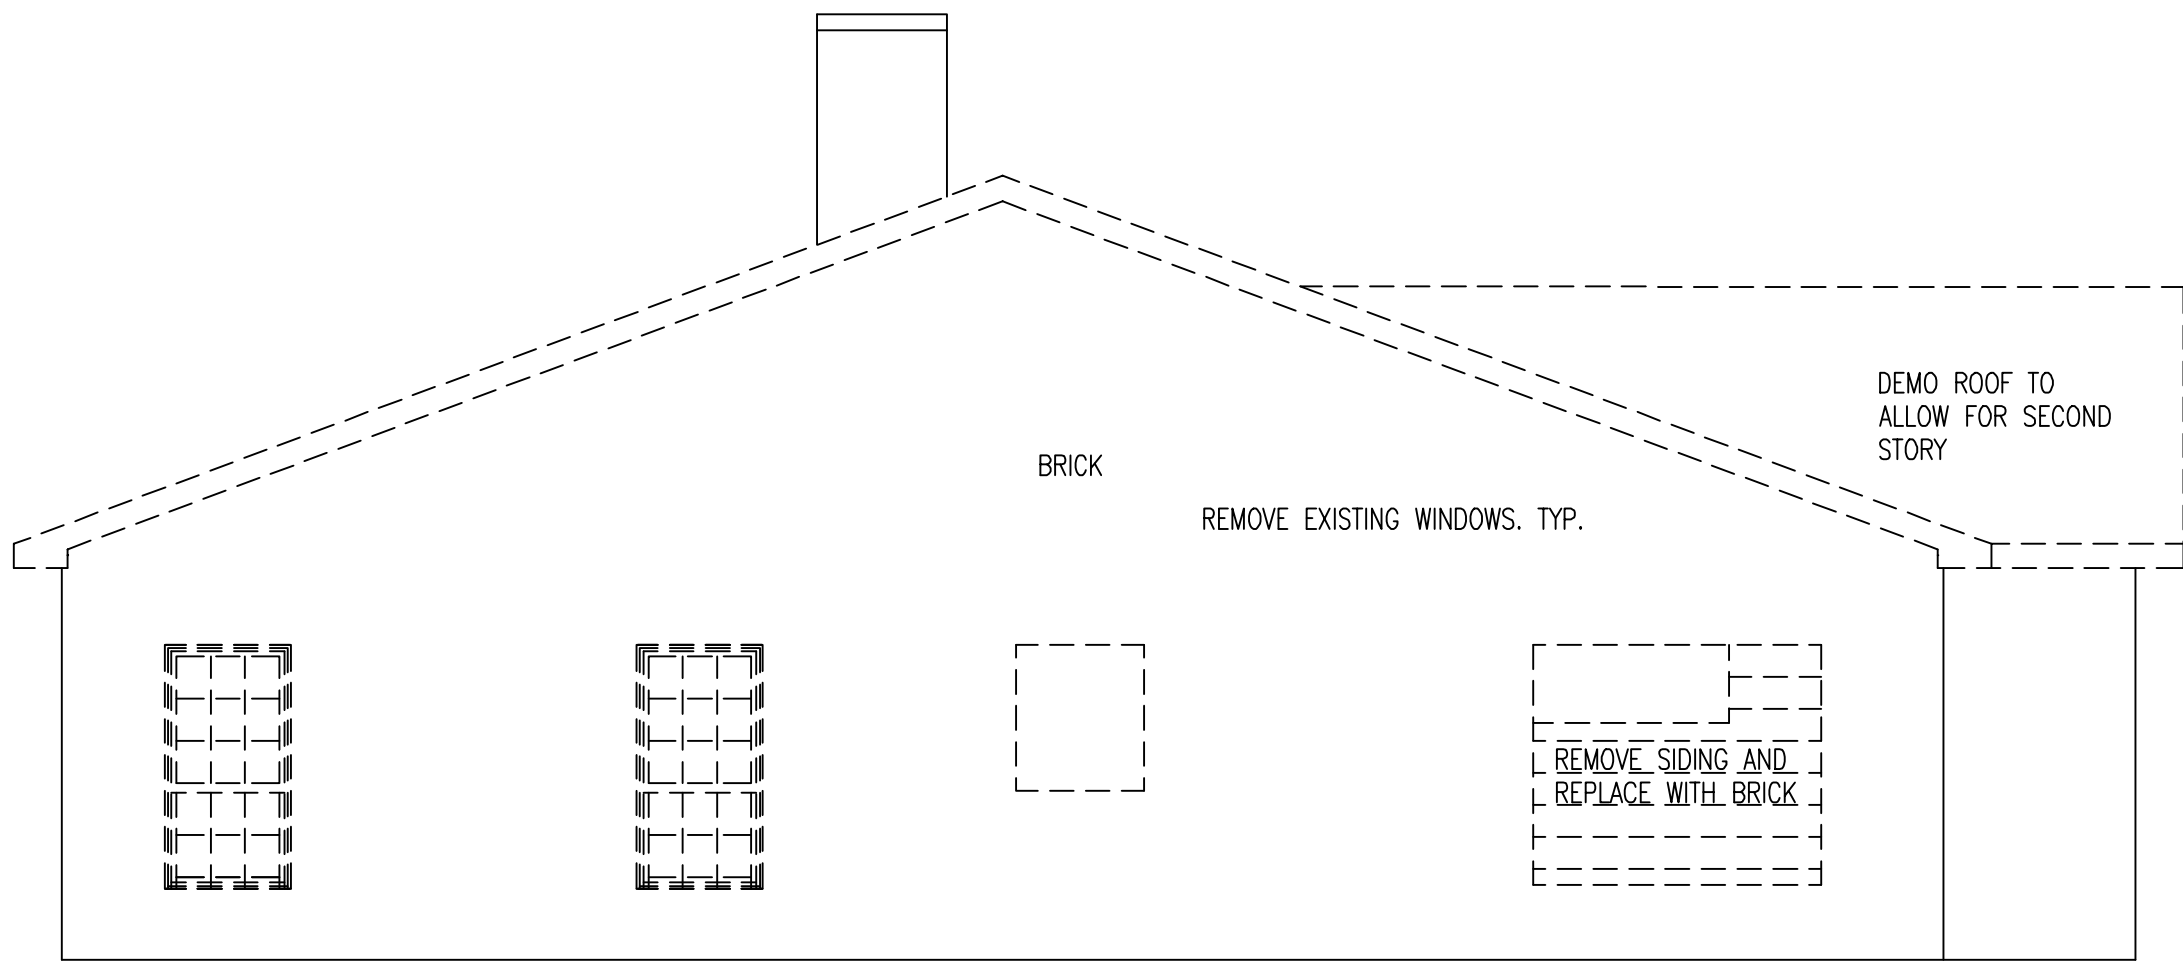 DEMO ROOF TO
ALLOW FOR SECOND
STORY
BRICK
REMOVE EXISTING WINDOWS. TYP.
REMOVE SIDING AND
REPLACE WITH BRICK